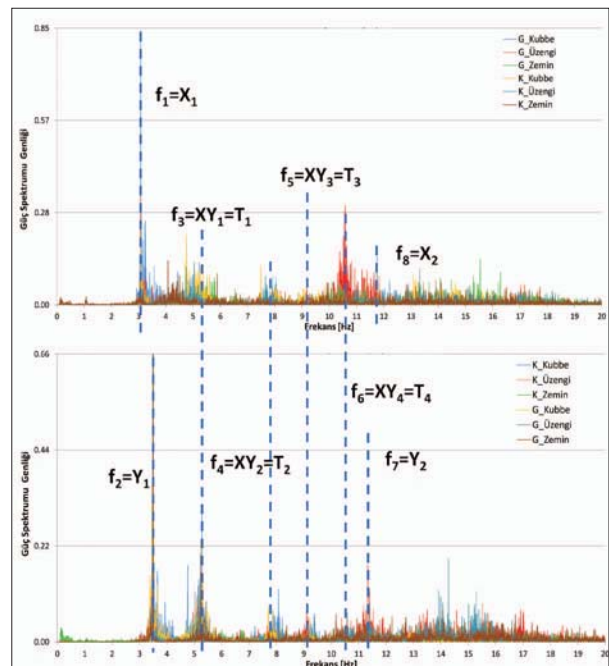 0.85
0.57
0.28
0.00
Güç Spektrumu Genliği
G_Kubbe
G_Üzengi
G_Zemin
K_Kubbe
K_Üzengi
K_Zemin
f1=X1
f3=XY1=T1
f5=XY3=T3
f8=X2
0 1 2 3 4 5 6 7 8 9 10 11 12 13 14 15 16 17 18 19 20
Frekans [Hz]
0.66
0.44
0.22
0.00
Güç Spektrumu Genliği
K_Kubbe
K_Üzengi
K_Zemin
G_Kubbe
G_Üzengi
G_Zemin
f6=XY4=T4
f2=Y1
f4=XY2=T2
f7=Y2
0 1 2 3 4 5 6 7 8 9 10 11 12 13 14 15 16 17 18 19 20
Frekans [Hz]